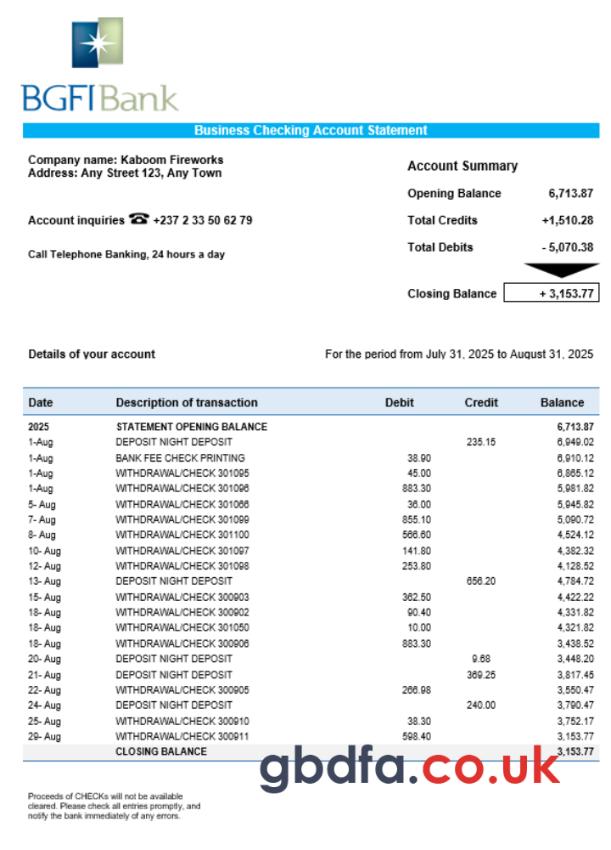 BGFIBank
Business Checking Account Statement
Company name: Kaboom Fireworks
Address: Any Street 123, Any Town
Account inquiries ☎ +237 2 33 50 62 79
Call Telephone Banking, 24 hours a day
Account Summary
Opening Balance 6,713.87
Total Credits +1,510.28
Total Debits - 5,070.38
Closing Balance + 3,153.77
Details of your account For the period from July 31, 2025 to August 31, 2025
Date Description of transaction Debit Credit Balance
2025 STATEMENT OPENING BALANCE 6,713.87
1-Aug DEPOSIT NIGHT DEPOSIT 235.15 6,949.02
1-Aug BANK FEE CHECK PRINTING 38.90 6,910.12
1-Aug WITHDRAWAL/CHECK 301095 45.00 6,865.12
1-Aug WITHDRAWAL/CHECK 301096 883.30 5,981.82
5- Aug WITHDRAWAL/CHECK 301066 36.00 5,945.82
7- Aug WITHDRAWAL/CHECK 301099 855.10 5,090.72
8- Aug WITHDRAWAL/CHECK 301100 566.60 4,524.12
10- Aug WITHDRAWAL/CHECK 301097 141.80 4,382.32
12- Aug WITHDRAWAL/CHECK 301098 253.80 4,128.52
13- Aug DEPOSIT NIGHT DEPOSIT 656.20 4,784.72
15- Aug WITHDRAWAL/CHECK 300903 362.50 4,422.22
18- Aug WITHDRAWAL/CHECK 300902 90.40 4,331.82
18- Aug WITHDRAWAL/CHECK 301050 10.00 4,321.82
18- Aug WITHDRAWAL/CHECK 300906 883.30 3,438.52
20- Aug DEPOSIT NIGHT DEPOSIT 9.68 3,448.20
21- Aug DEPOSIT NIGHT DEPOSIT 369.25 3,817.45
22- Aug WITHDRAWAL/CHECK 300905 266.98 3,550.47
24- Aug DEPOSIT NIGHT DEPOSIT 240.00 3,790.47
25- Aug WITHDRAWAL/CHECK 300910 38.30 3,752.17
29- Aug WITHDRAWAL/CHECK 300911 598.40 3,153.77
CLOSING BALANCE 3,153.77
gbdfa.co.uk
Proceeds of CHECKs will not be available
cleared. Please check all entries promptly, and
notify the bank immediately of any errors.